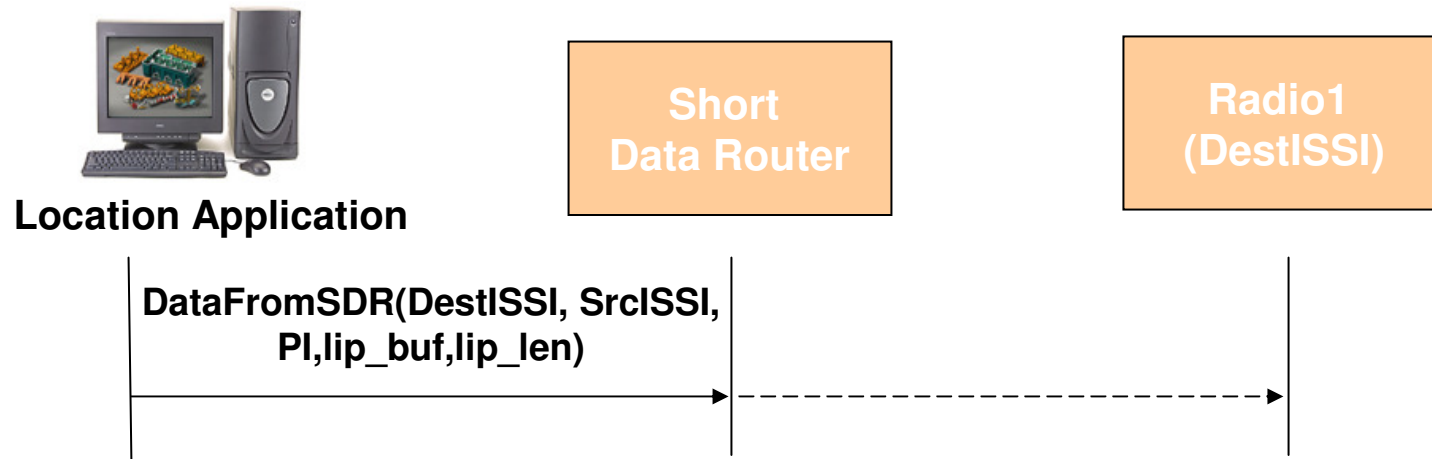 Short
Data Router
Radio1
(DestISSI)
Location Application
DataFromSDR(DestISSI, SrcISSI,
PI,lip_buf,lip_len)